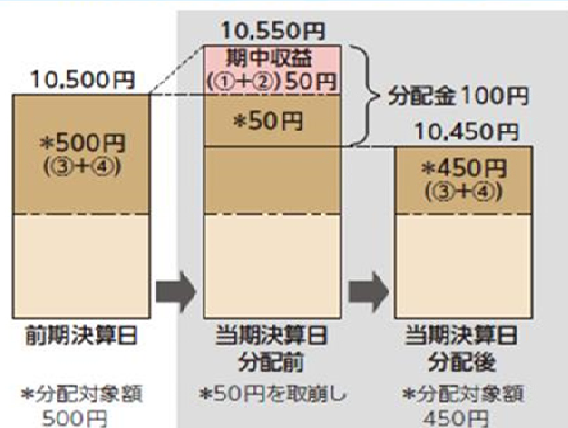 10,550円
期中収益
(①+②)50円
10,500円
分配金100円
*500円
(③+④)
*50円
10,450円
*450円
(③+④)
前期決算日
当期決算日
分配前
当期決算日
分配後
*分配対象額
500円
*50円を取崩し
*分配対象額
450円